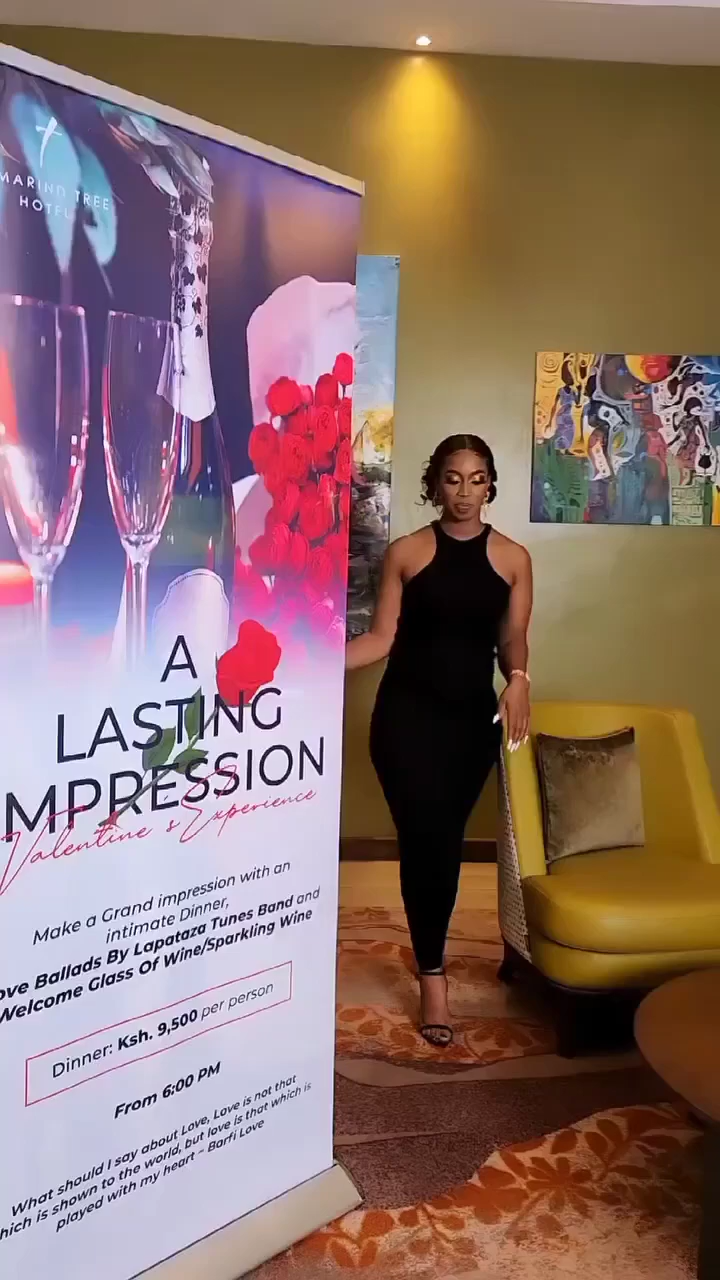 MARIND TREE
HOTEL
A
LASTING
MPRESSION
Valentine's Experience
Make a Grand impression with an
intimate Dinner,
ove Ballads By Lapataza Tunes Band and
Welcome Glass Of Wine/Sparkling Wine
Dinner: Ksh. 9,500 per person
From 6:00 PM
What should I say about Love, Love is not that
hich is shown to the world, but love is that which is
played with my heart ~ Barfi Love